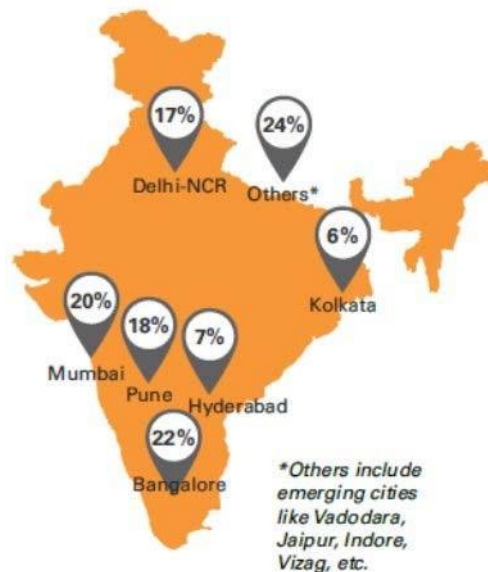 17%
Delhi-NCR
24%
Others*
6%
Kolkata
20%
Mumbai
18%
Pune
7%
Hyderabad
22%
Bangalore
*Others include
emerging cities
like Vadodara,
Jaipur, Indore,
Vizag, etc.